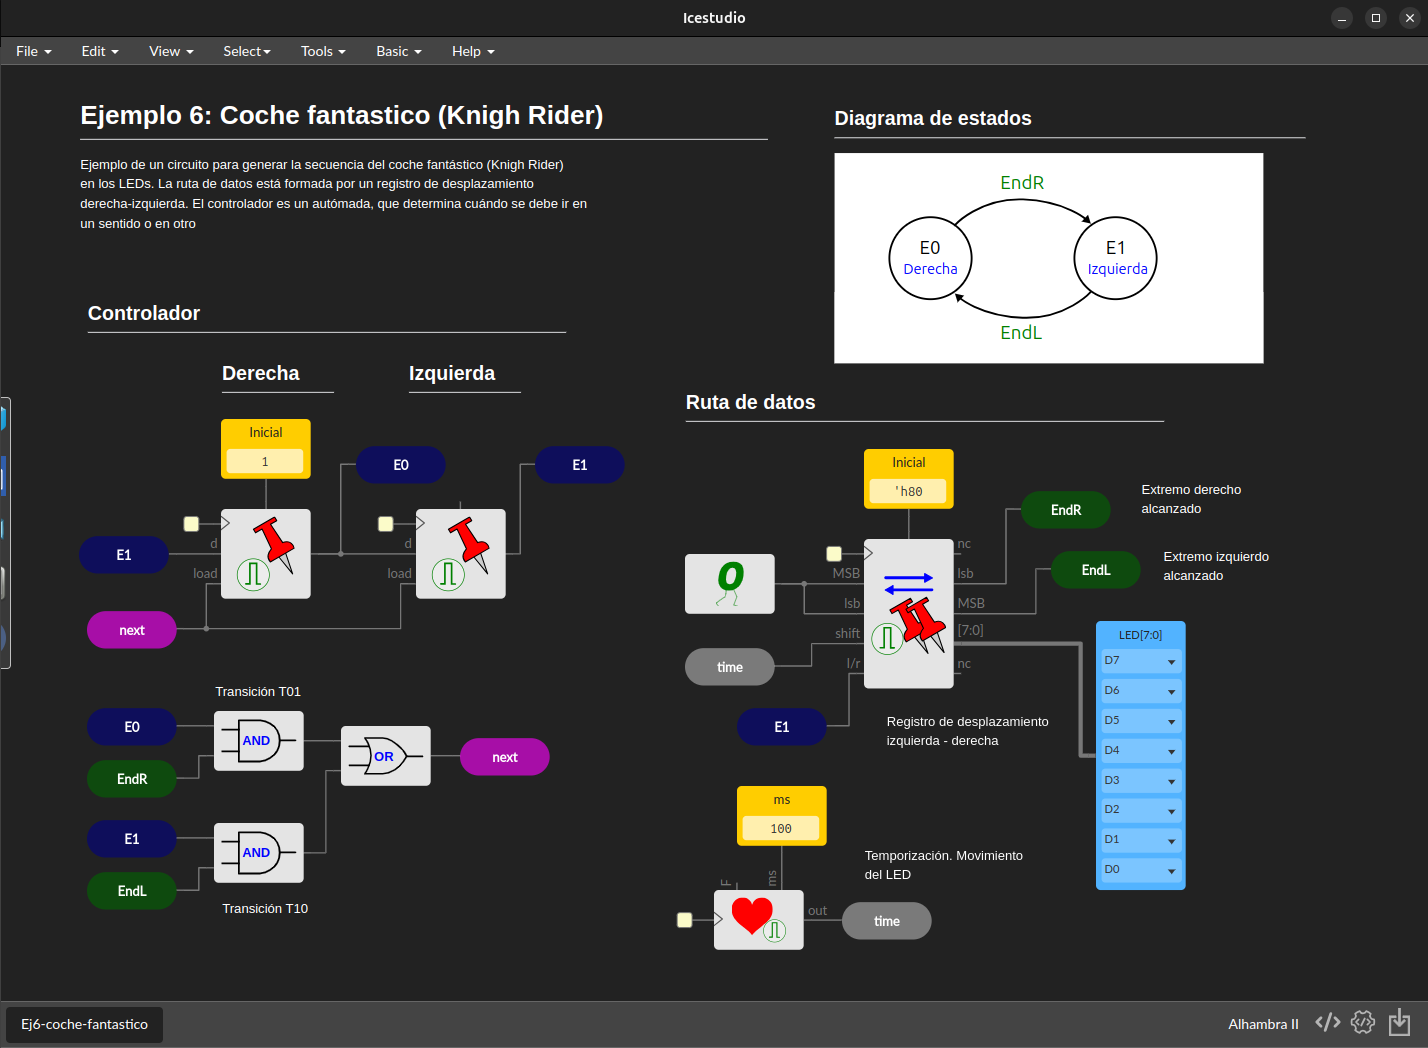 Icestudio
File
Edit
View
Select
Tools
Basic
Help
Ejemplo 6: Coche fantastico (Knigh Rider)
Ejemplo de un circuito para generar la secuencia del coche fantástico (Knigh Rider)
en los LEDs. La ruta de datos está formada por un registro de desplazamiento
derecha-izquierda. El controlador es un autómada, que determina cuándo se debe ir en
un sentido o en otro
Diagrama de estados
EndR
E0
Derecha
E1
Izquierda
EndL
Controlador
Derecha
Izquierda
Inicial
1
E0
E1
d
load
d
load
E1
next
Transición T01
E0
AND
EndR
OR
next
E1
AND
EndL
Transición T10
Ruta de datos
Inicial
'h80
0
MSB
lsb
shift
l/r
nc
lsb
MSB
[7:0]
nc
time
E1
EndR
Extremo derecho
alcanzado
EndL
Extremo izquierdo
alcanzado
Registro de desplazamiento
izquierda - derecha
LED[7:0]
D7
D6
D5
D4
D3
D2
D1
D0
ms
100
F
ms
out
time
Temporización. Movimiento
del LED
Ej6-coche-fantastico
Alhambra II